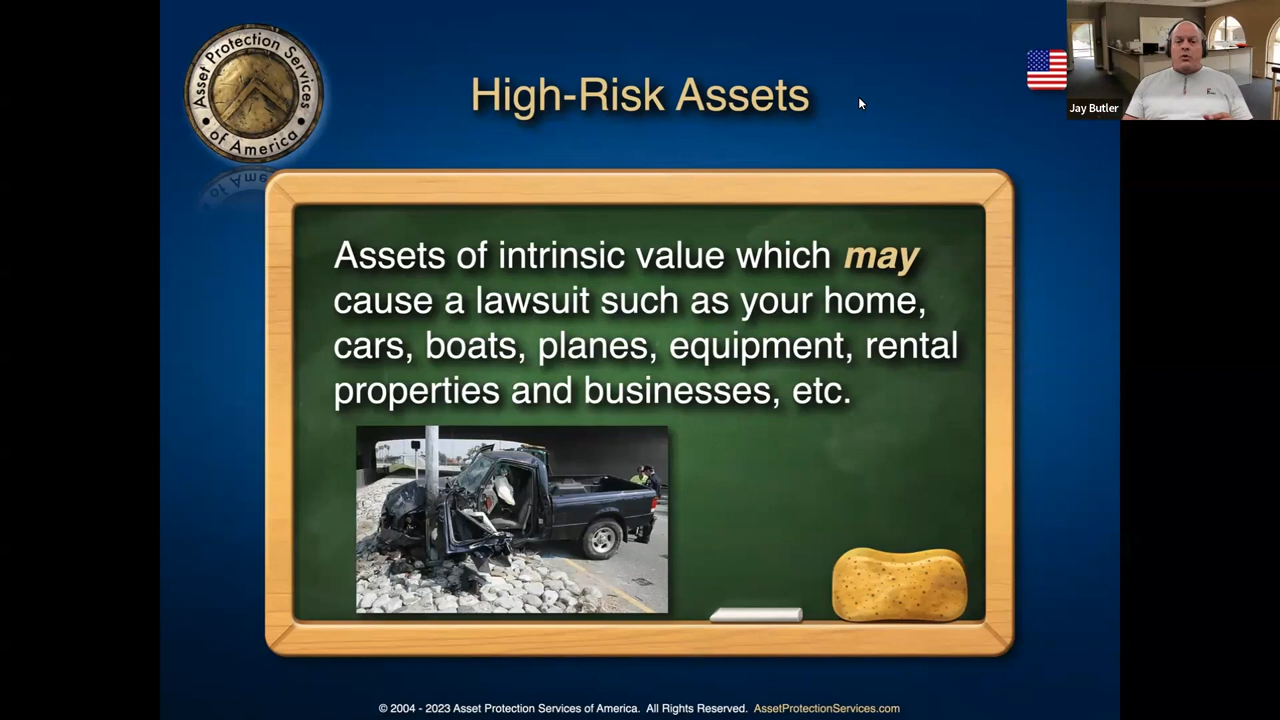 Asset Protection Services
of America
High-Risk Assets
Jay Butler
Assets of intrinsic value which may
cause a lawsuit such as your home,
cars, boats, planes, equipment, rental
properties and businesses, etc.
© 2004 - 2023 Asset Protection Services of America. All Rights Reserved. AssetProtectionServices.com